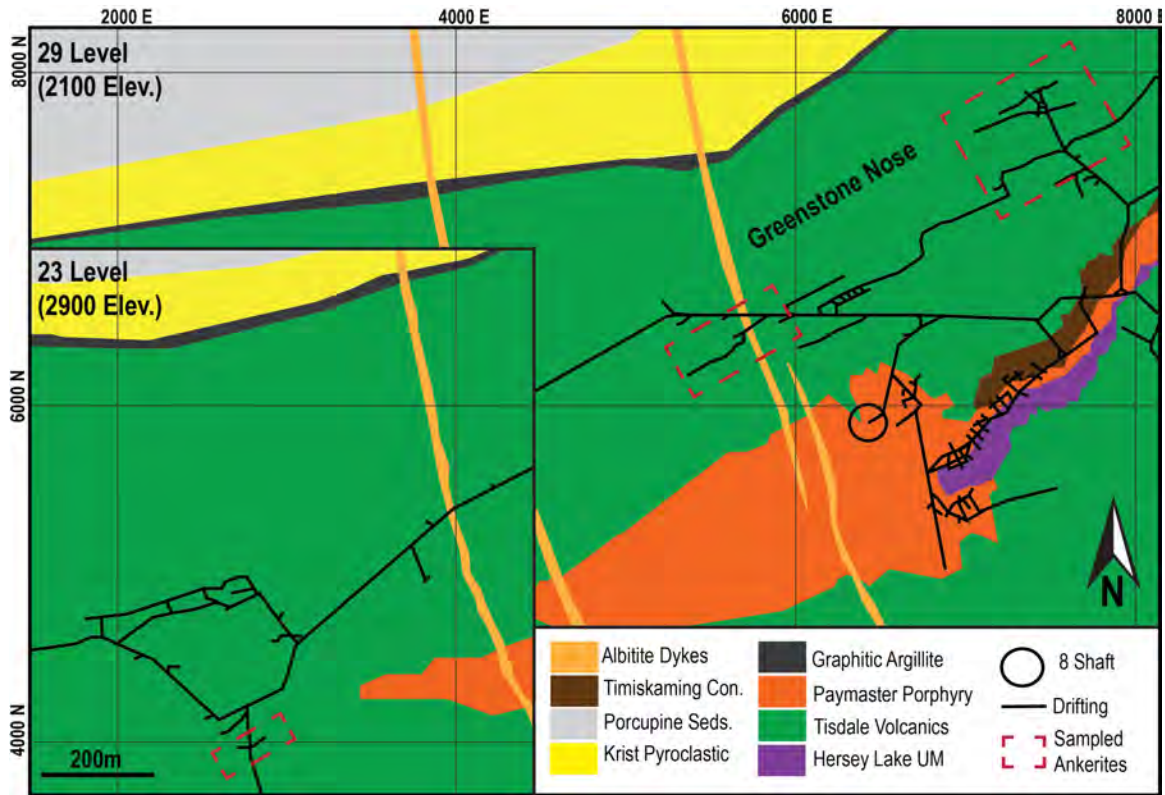 2000 E
4000 E
6000 E
8000 E
8000 N
6000 N
4000 N
29 Level
(2100 Elev.)
Greenstone Nose
23 Level
(2900 Elev.)
200m
N
Albitite Dykes
Timiskaming Con.
Porcupine Seds.
Krist Pyroclastic
Graphitic Argillite
Paymaster Porphyry
Tisdale Volcanics
Hersey Lake UM
8 Shaft
Drifting
Sampled
Ankerites